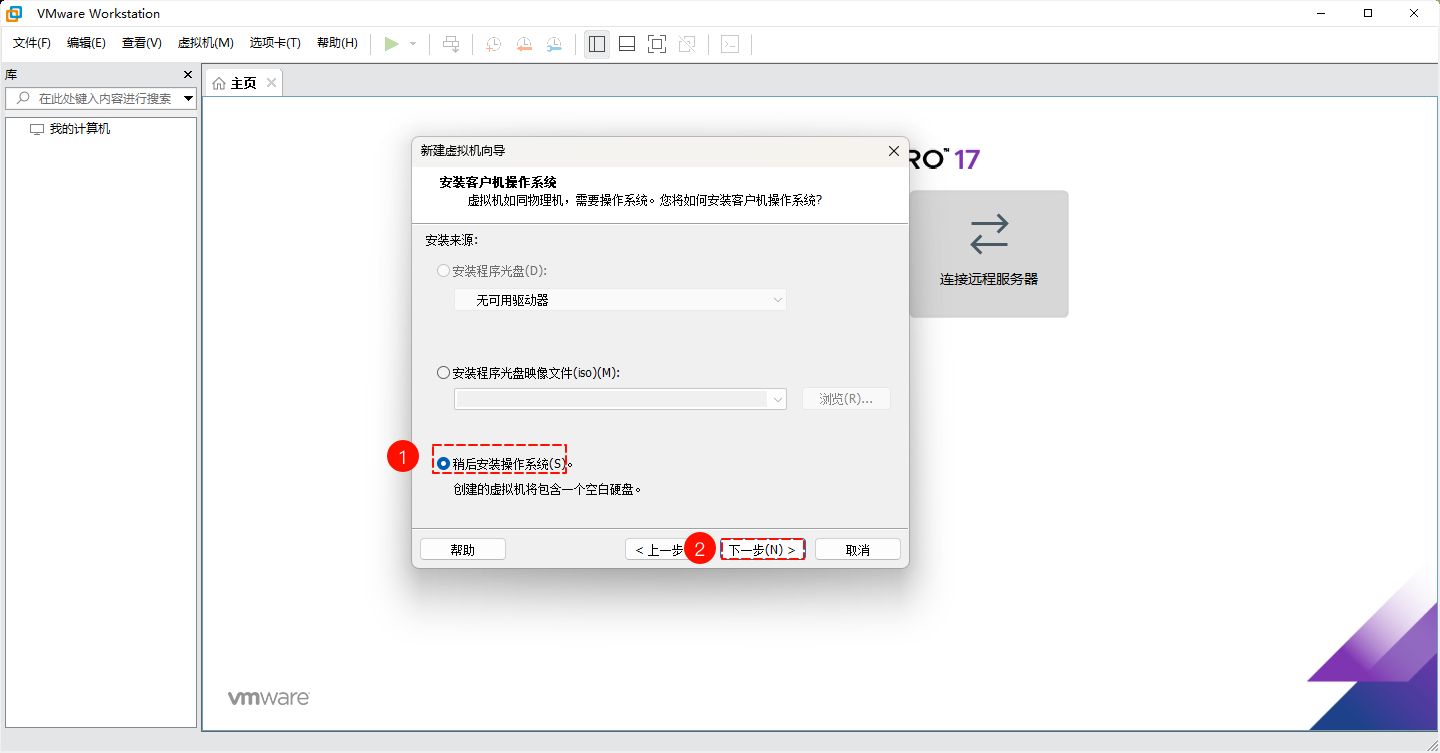 VMware Workstation
文件(F) 编辑(E) 查看(V) 虚拟机(M) 选项卡(T) 帮助(H)
库
在此处键入内容进行搜索
我的计算机
主页
RO™ 17
连接远程服务器
新建虚拟机向导
安装客户机操作系统
虚拟机如同物理机，需要操作系统。您将如何安装客户机操作系统?
安装来源:
安装程序光盘(D):
无可用驱动器
安装程序光盘映像文件(iso)(M):
浏览(R)...
1
稍后安装操作系统(S)。
创建的虚拟机将包含一个空白硬盘。
帮助
< 上一步
2
下一步(N) >
取消
vmware